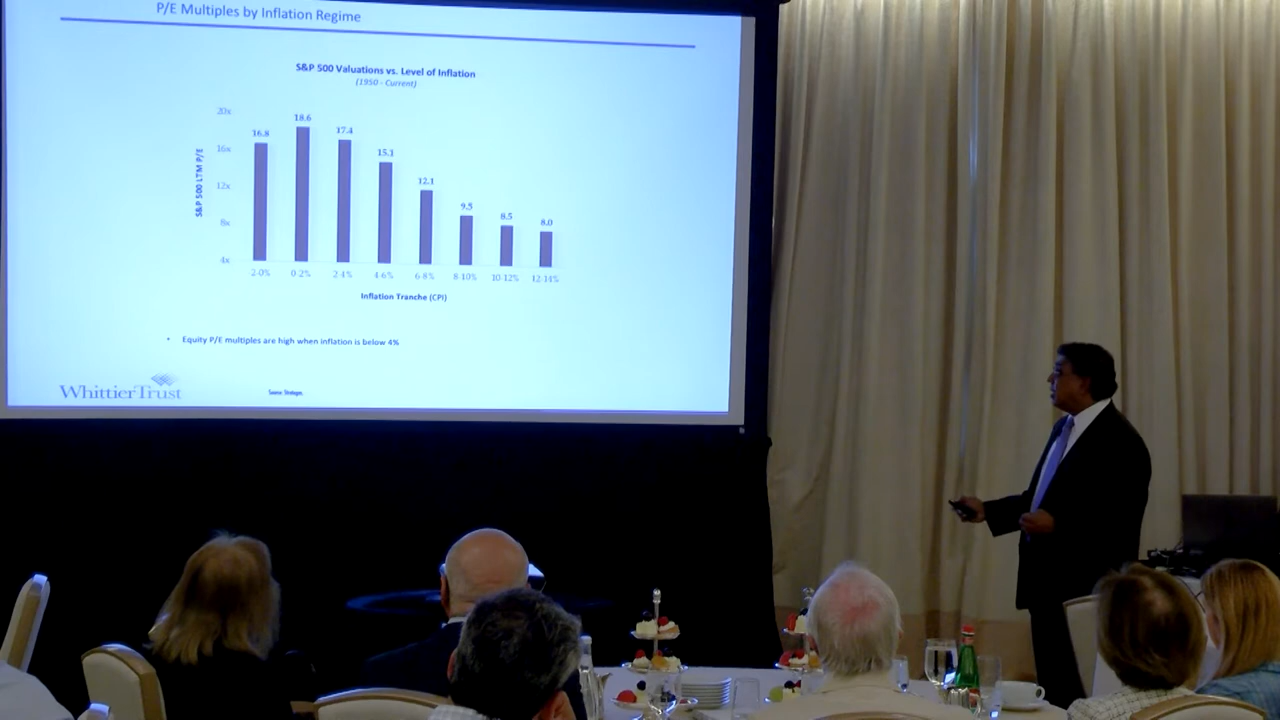 P/E Multiples by Inflation Regime
S&P 500 Valuations vs. Level of Inflation
(1950 - Current)
S&P 500 LTM P/E
20x
16x
12x
8x
4x
16.8
18.6
17.4
15.1
12.1
9.5
8.5
8.0
2-0%
0-2%
2-4%
4-6%
6-8%
8-10%
10-12%
12-14%
Inflation Tranche (CPI)
• Equity P/E multiples are high when inflation is below 4%
WhittierTrust
Source: Strategas